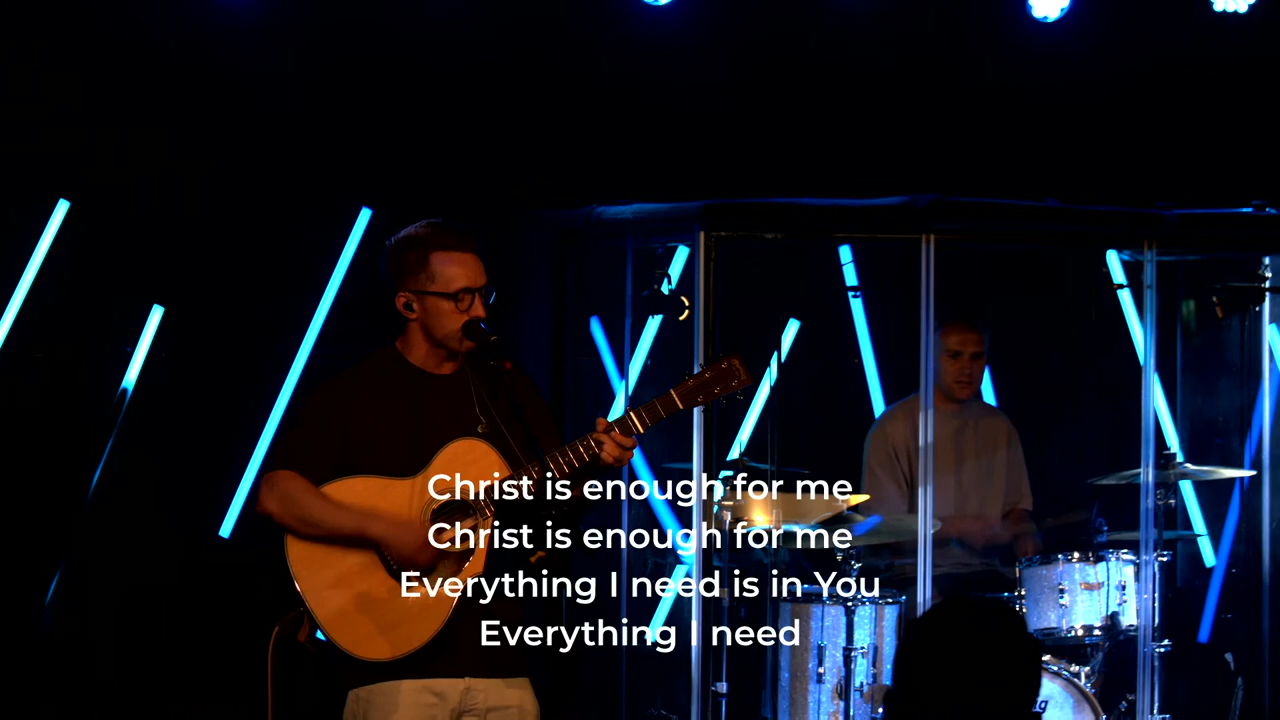 Christ is enough for me
Christ is enough for me
Everything I need is in You
Everything I need